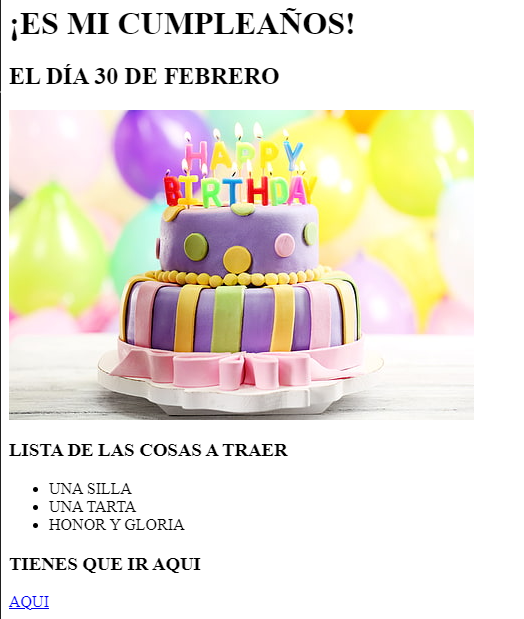 ¡ES MI CUMPLEAÑOS!
EL DÍA 30 DE FEBRERO
HAPPY
BIRTHDAY
LISTA DE LAS COSAS A TRAER
UNA SILLA
UNA TARTA
HONOR Y GLORIA
TIENES QUE IR AQUI
AQUI